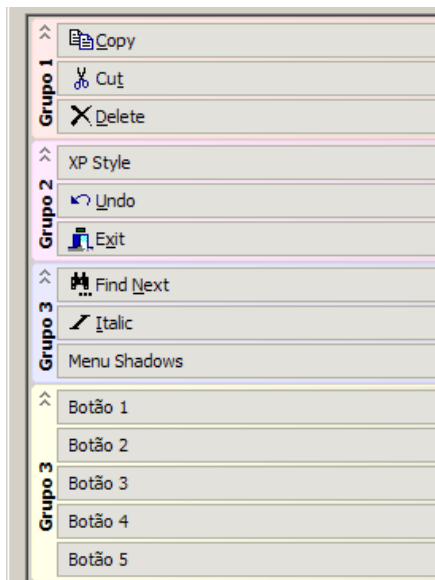 Grupo 1
Copy
Cut
Delete
Grupo 2
XP Style
Undo
Exit
Grupo 3
Find Next
Italic
Menu Shadows
Grupo 3
Botão 1
Botão 2
Botão 3
Botão 4
Botão 5